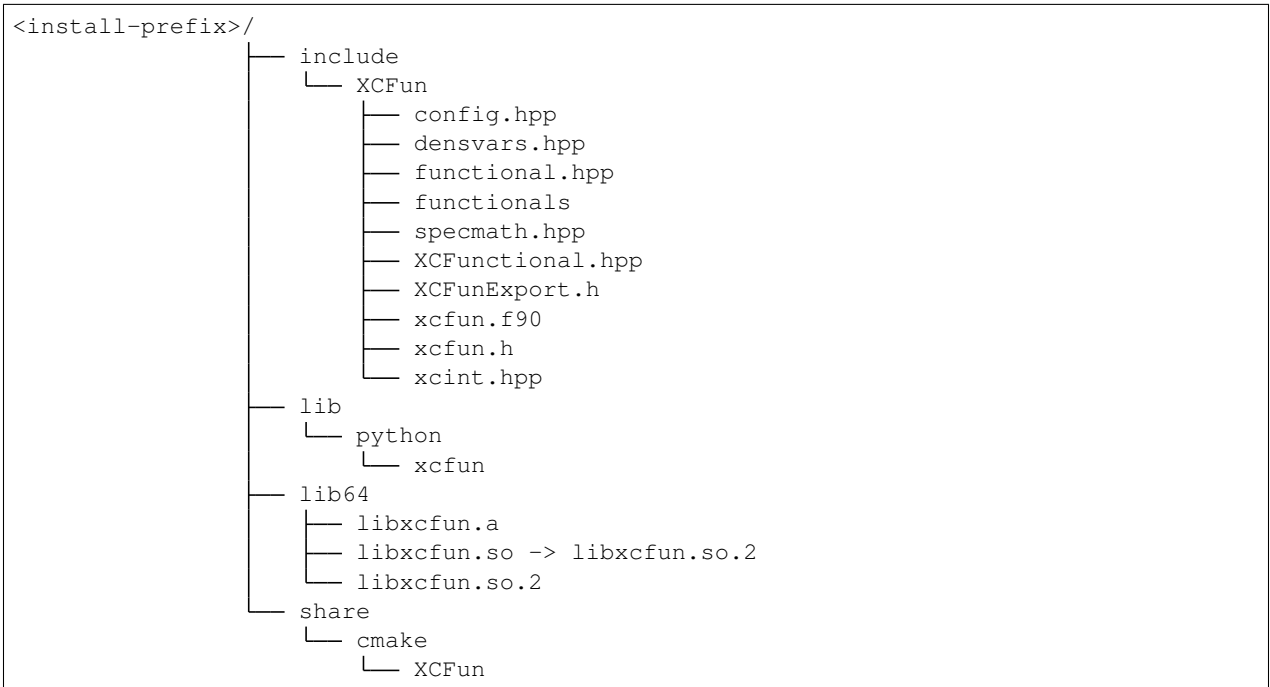 <install-prefix>/
├── include
│   └── XCFun
│       ├── config.hpp
│       ├── densvars.hpp
│       ├── functional.hpp
│       ├── functionals
│       ├── specmath.hpp
│       ├── XCFunctional.hpp
│       ├── XCFunExport.h
│       ├── xcfun.f90
│       ├── xcfun.h
│       └── xcint.hpp
├── lib
│   └── python
│       └── xcfun
├── lib64
│   ├── libxcfun.a
│   ├── libxcfun.so -> libxcfun.so.2
│   └── libxcfun.so.2
└── share
    └── cmake
        └── XCFun